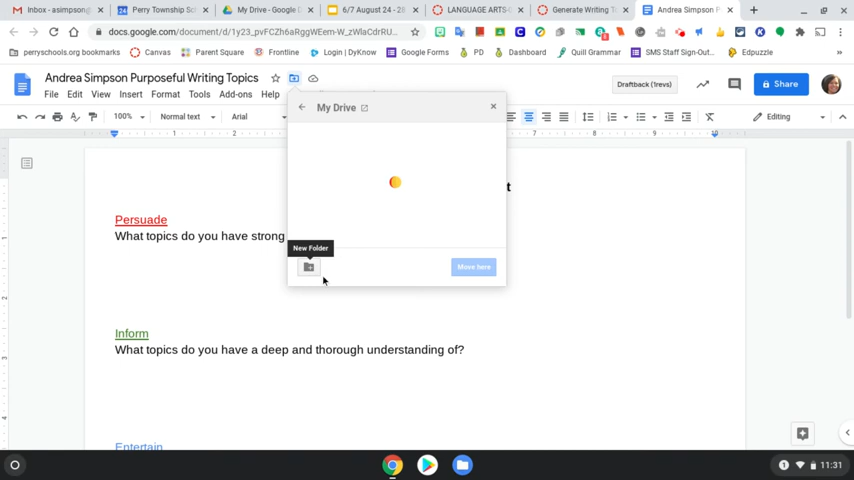 Inbox - asimpson@
Perry Township Sc
My Drive - Google D
6/7 August 24 - 28
LANGUAGE ARTS-C
Generate Writing To
Andrea Simpson P
docs.google.com/document/d/1y23_pvFCZh6aRggWEem-W_zWlaCdrRU...
perryschools.org bookmarks
Canvas
Parent Square
Frontline
Login | DyKnow
Google Forms
PD
Dashboard
Quill Grammar
SMS Staff Sign-Out...
Edpuzzle
Andrea Simpson Purposeful Writing Topics
Draftback (1revs)
Share
File Edit View Insert Format Tools Add-ons Help
100%
Normal text
Arial
Editing
My Drive
New Folder
Move here
Persuade
What topics do you have strong
Inform
What topics do you have a deep and thorough understanding of?
Entertain
11:31